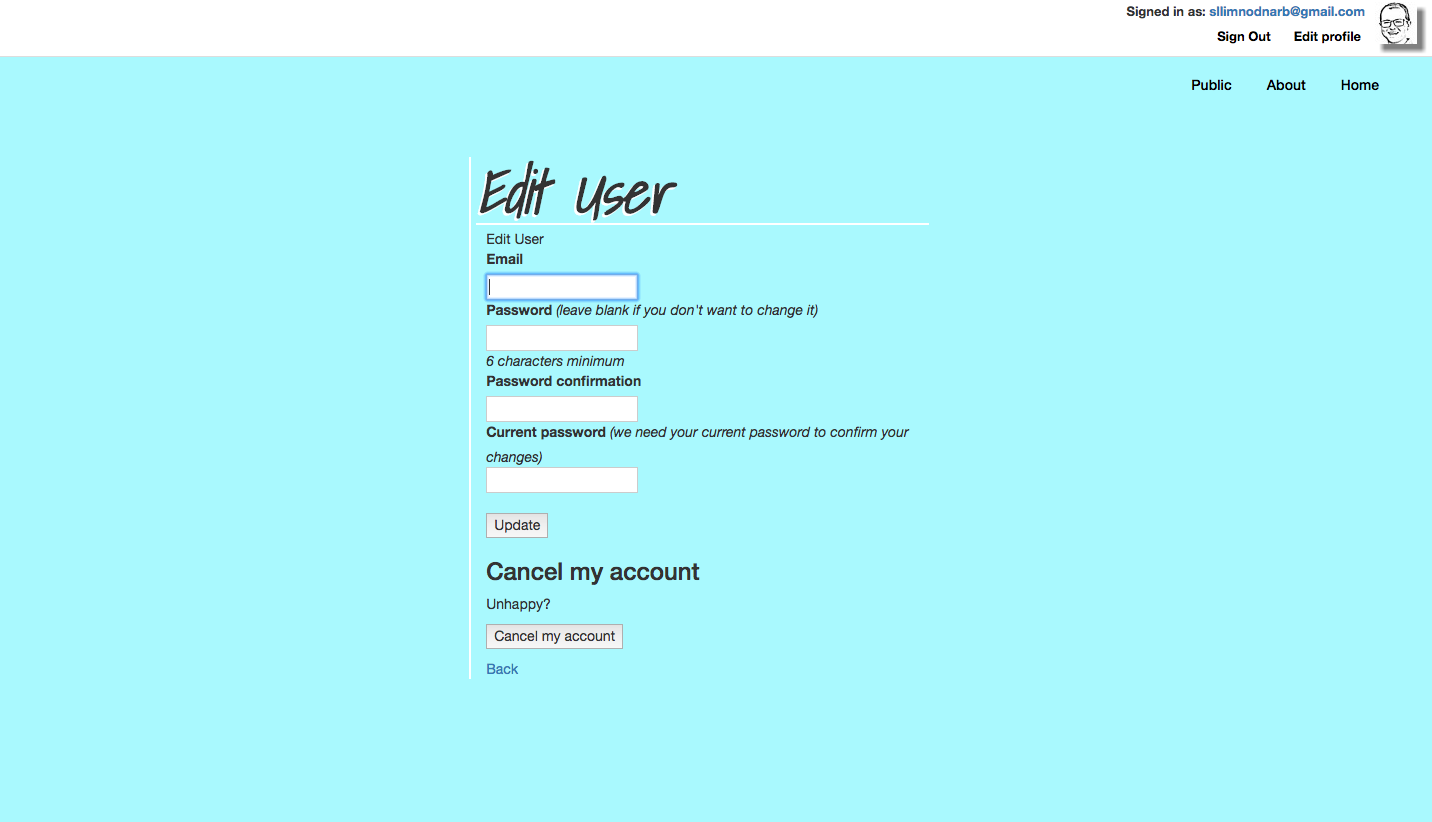 Signed in as: sllimnodnarb@gmail.com
Sign Out Edit profile
Public About Home
Edit User
Edit User
Email
Password (leave blank if you don't want to change it)
6 characters minimum
Password confirmation
Current password (we need your current password to confirm your
changes)
Update
Cancel my account
Unhappy?
Cancel my account
Back